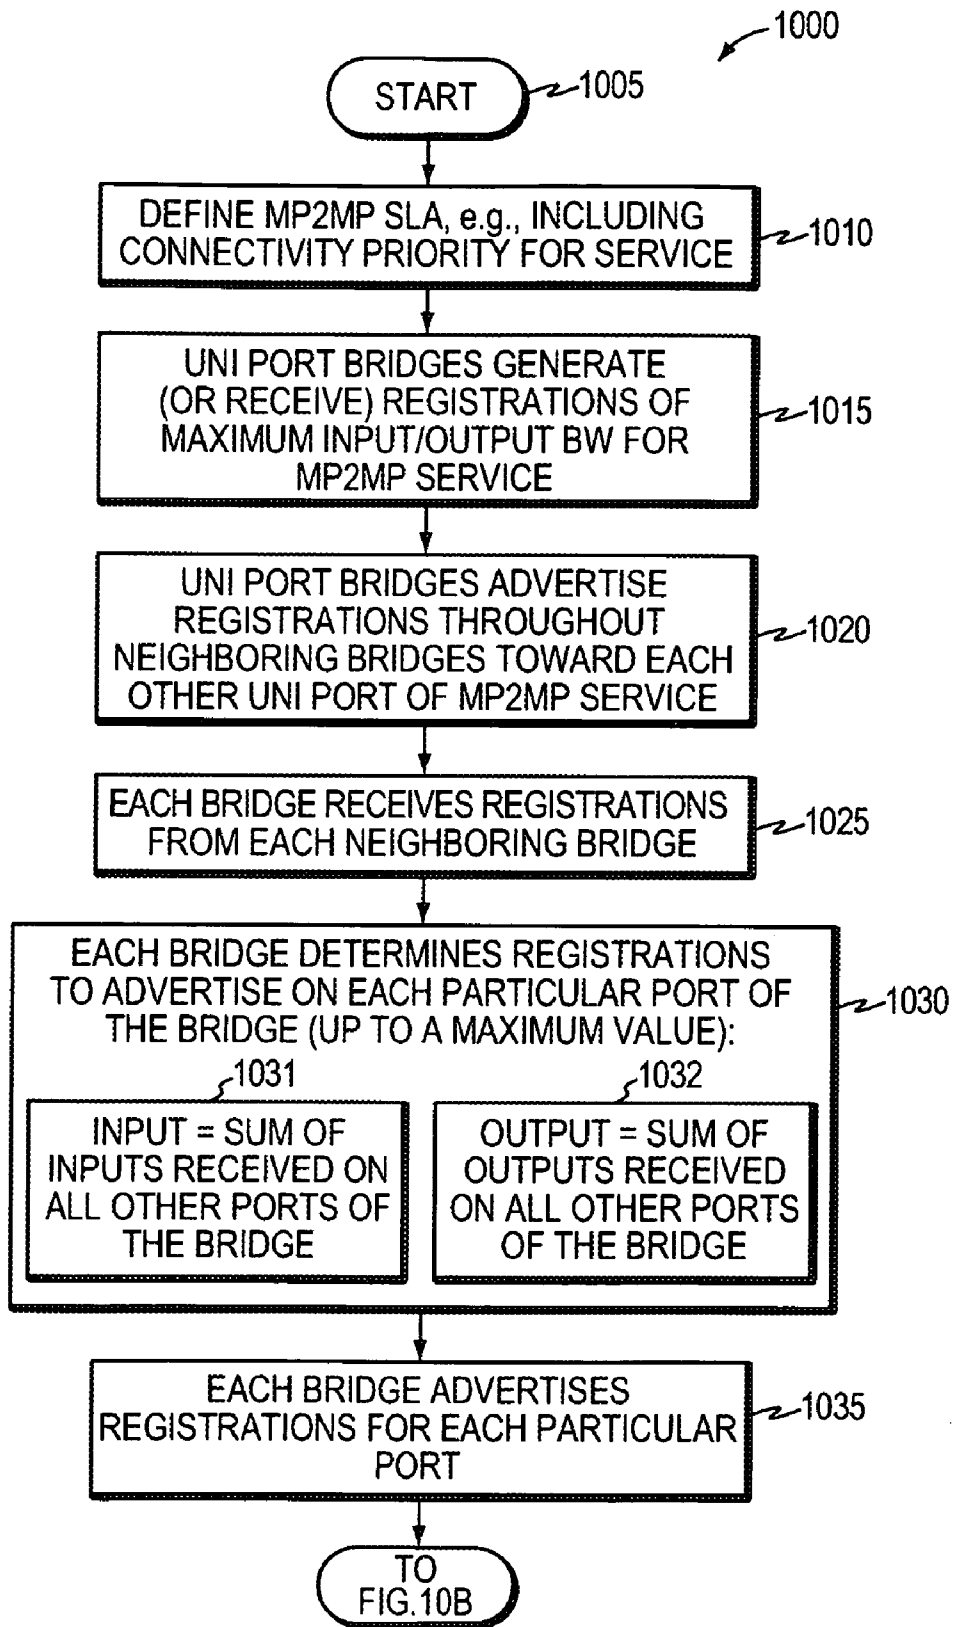 1000
START
1005
DEFINE MP2MP SLA, e.g., INCLUDING
CONNECTIVITY PRIORITY FOR SERVICE
1010
UNI PORT BRIDGES GENERATE
(OR RECEIVE) REGISTRATIONS OF
MAXIMUM INPUT/OUTPUT BW FOR
MP2MP SERVICE
1015
UNI PORT BRIDGES ADVERTISE
REGISTRATIONS THROUGHOUT
NEIGHBORING BRIDGES TOWARD EACH
OTHER UNI PORT OF MP2MP SERVICE
1020
EACH BRIDGE RECEIVES REGISTRATIONS
FROM EACH NEIGHBORING BRIDGE
1025
EACH BRIDGE DETERMINES REGISTRATIONS
TO ADVERTISE ON EACH PARTICULAR PORT OF
THE BRIDGE (UP TO A MAXIMUM VALUE):
1030
1031
INPUT = SUM OF
INPUTS RECEIVED ON
ALL OTHER PORTS OF
THE BRIDGE
1032
OUTPUT = SUM OF
OUTPUTS RECEIVED
ON ALL OTHER PORTS
OF THE BRIDGE
EACH BRIDGE ADVERTISES
REGISTRATIONS FOR EACH PARTICULAR
PORT
1035
TO
FIG.10B